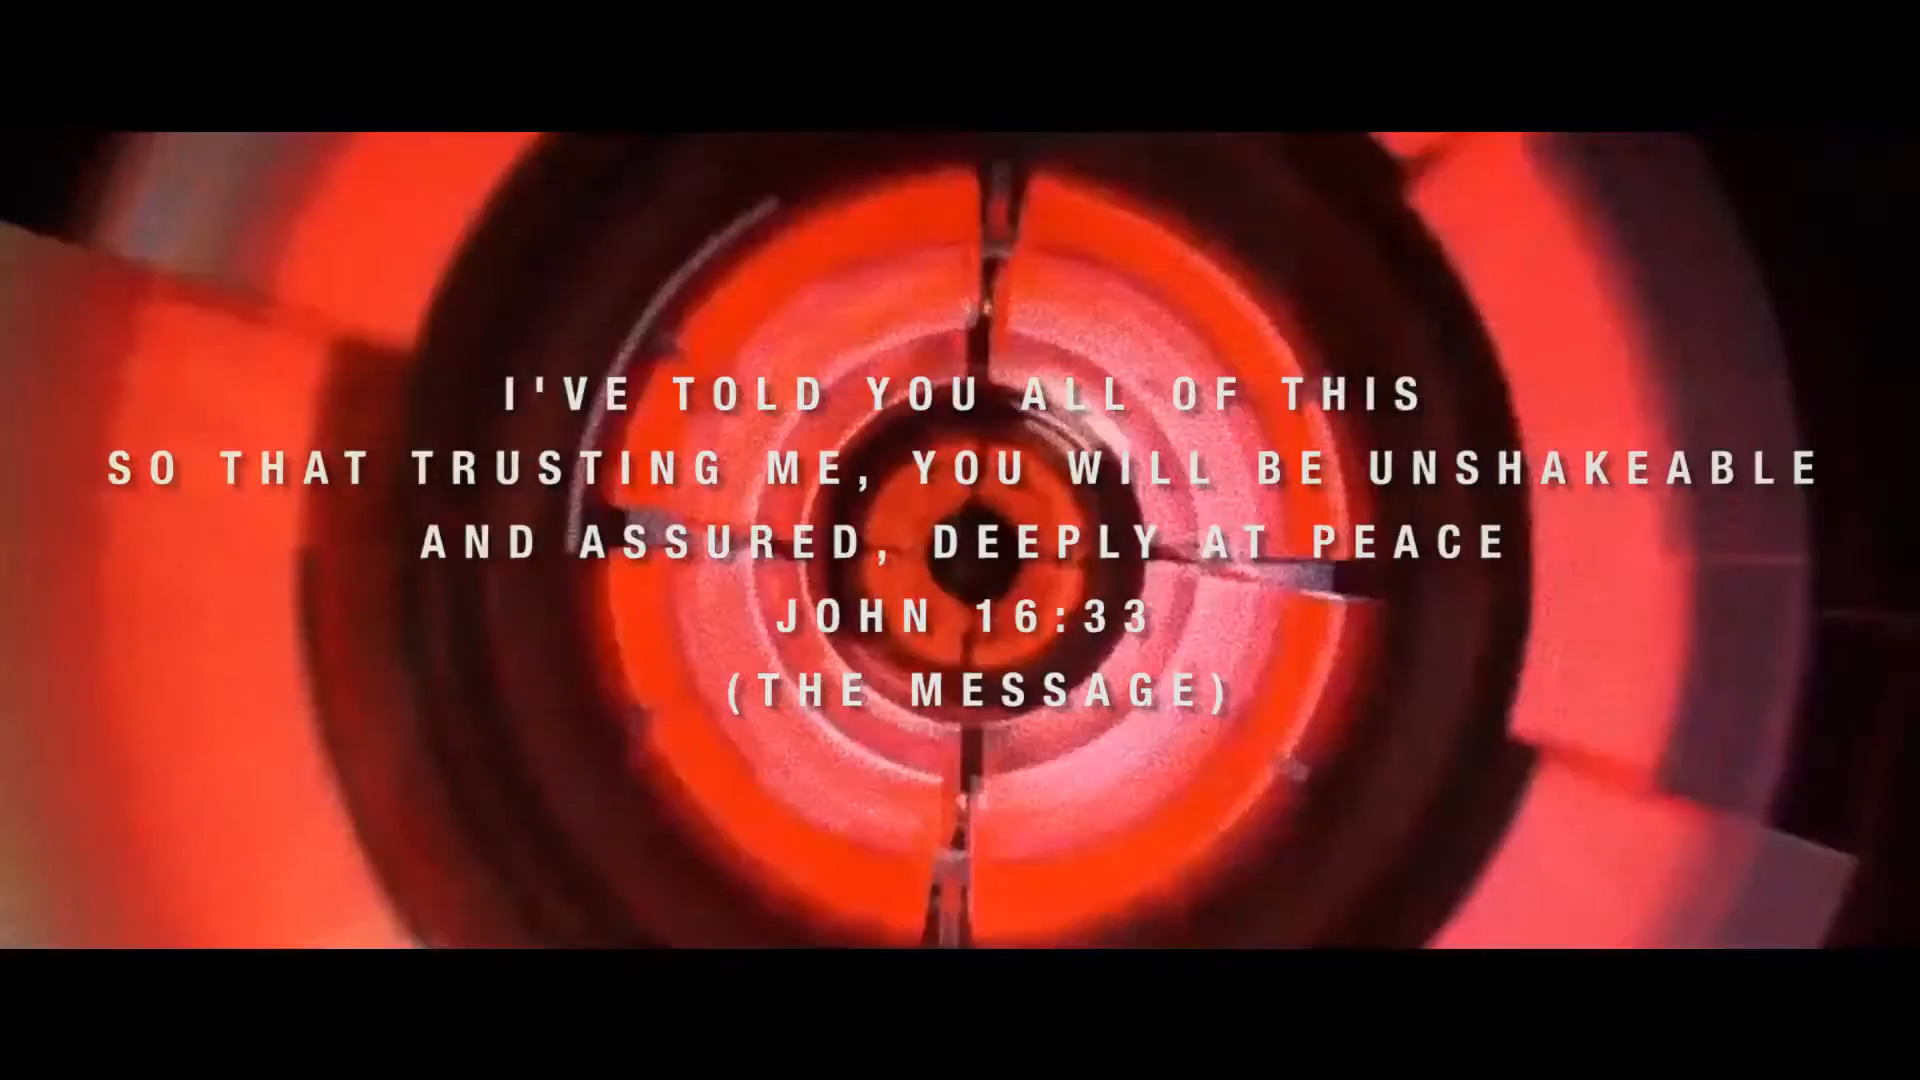 I'VE TOLD YOU ALL OF THIS
SO THAT TRUSTING ME, YOU WILL BE UNSHAKEABLE
AND ASSURED, DEEPLY AT PEACE
JOHN 16:33
(THE MESSAGE)